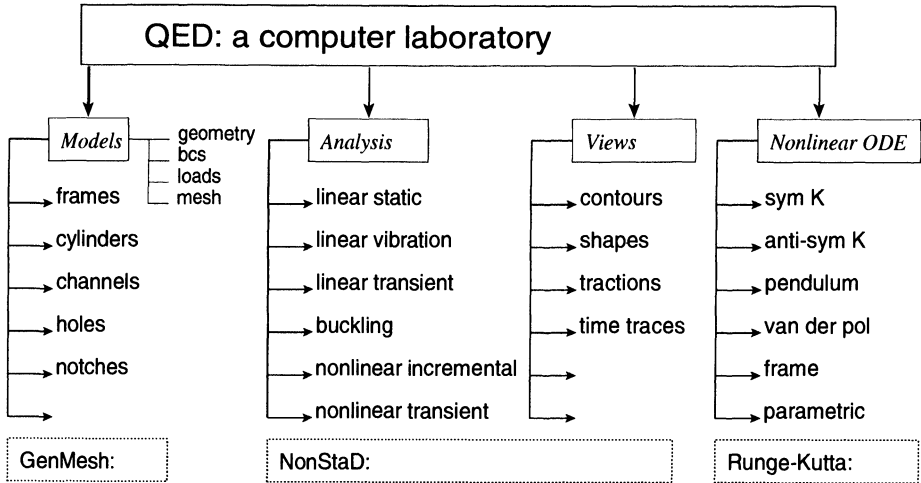 QED: a computer laboratory
Models
geometry
bcs
loads
mesh
frames
cylinders
channels
holes
notches
Analysis
linear static
linear vibration
linear transient
buckling
nonlinear incremental
nonlinear transient
Views
contours
shapes
tractions
time traces
Nonlinear ODE
sym K
anti-sym K
pendulum
van der pol
frame
parametric
GenMesh:
NonStaD:
Runge-Kutta: